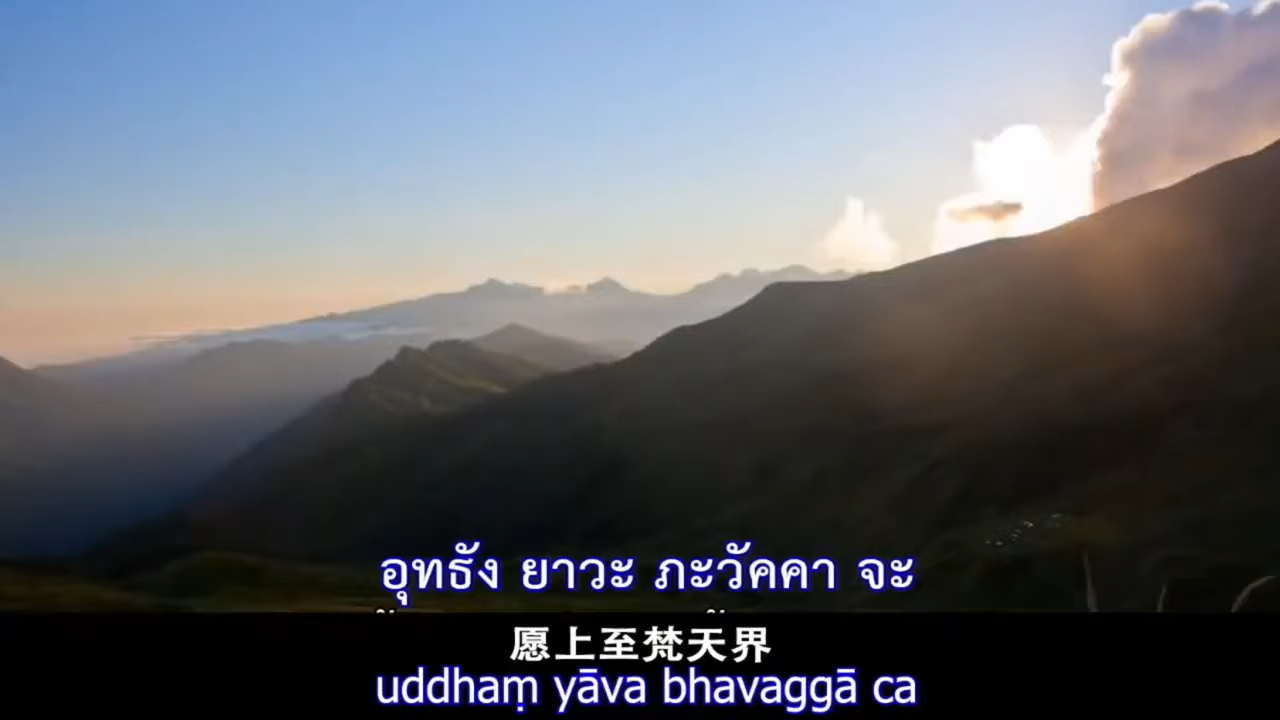 อุทธัง ยาวะ ภะวัคคา จะ
愿上至梵天界
uddhaṃ yāva bhavaggā ca